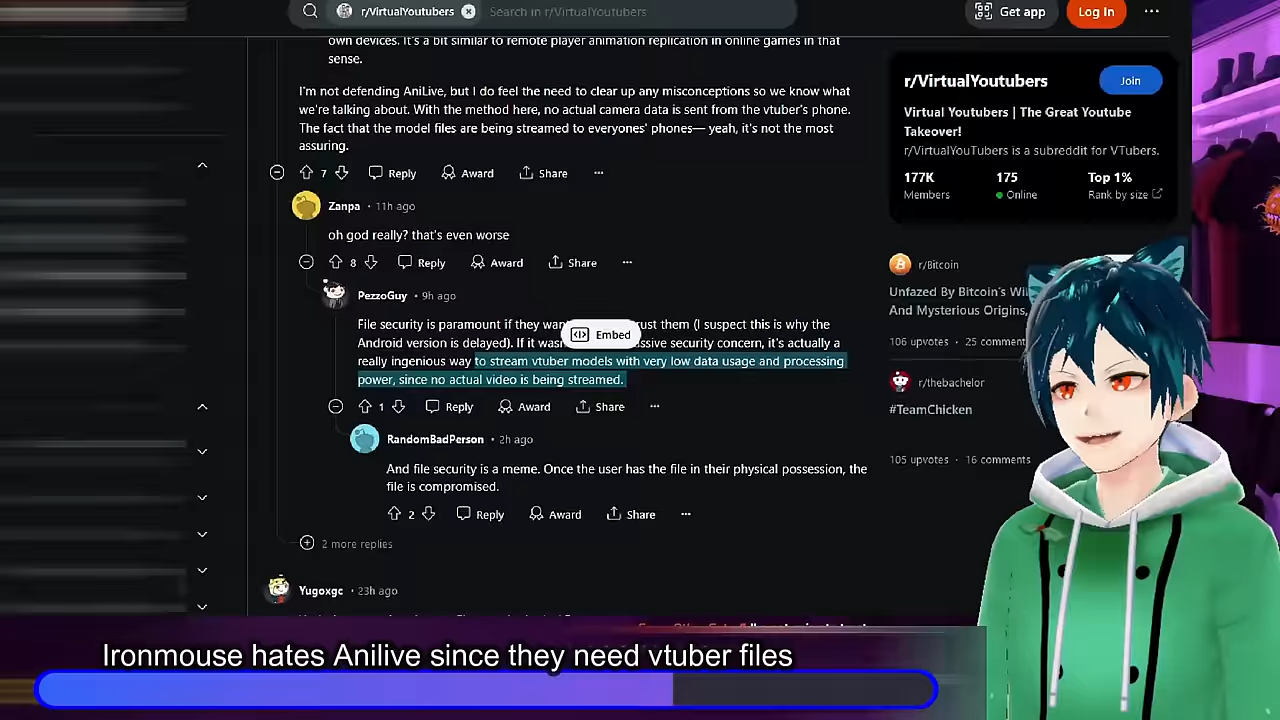 r/VirtualYoutubers
Search in r/VirtualYoutubers
Get app
Log In
own devices. It's a bit similar to remote player animation replication in online games in that
sense.
I'm not defending AniLive, but I do feel the need to clear up any misconceptions so we know what
we're talking about. With the method here, no actual camera data is sent from the vtuber's phone.
The fact that the model files are being streamed to everyones' phones— yeah, it's not the most
assuring.
7 Reply Award Share
Zanpa • 11h ago
oh god really? that's even worse
8 Reply Award Share
PezzoGuy • 9h ago
File security is paramount if they
rust them (I suspect this is why the
Embed
Android version is delayed). If it
security concern, it's actually a
really ingenious way to stream vtuber models with very low data usage and processing
power, since no actual video is being streamed.
1 Reply Award Share
RandomBadPerson • 2h ago
And file security is a meme. Once the user has the file in their physical possession, the
file is compromised.
2 Reply Award Share
2 more replies
Yugoxgc • 23h ago
r/VirtualYoutubers
Join
Virtual Youtubers | The Great Youtube
Takeover!
r/VirtualYouTubers is a subreddit for VTubers.
177K 175 Top 1%
Members Online Rank by size
r/Bitcoin
Unfazed By Bitcoin's
And Mysterious Origins,
106 upvotes • 25 comment
r/thebachelor
#TeamChicken
105 upvotes • 16 comments
Ironmouse hates Anilive since they need vtuber files